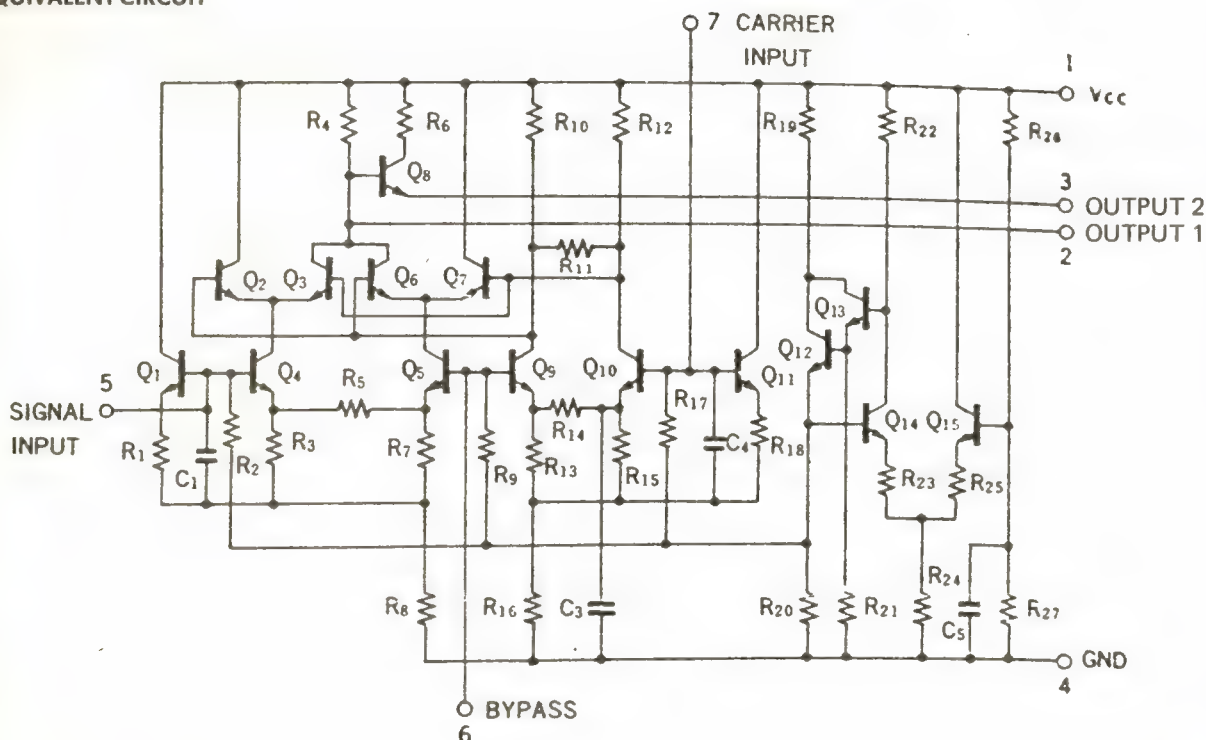 QUIVALENT CIRCUIT
7 CARRIER
INPUT
1
Vcc
R4
R6
R10
R12
R19
R22
R26
Q8
3
OUTPUT 2
OUTPUT 1
2
R11
Q2
Q3
Q6
Q7
Q13
Q12
Q1
Q4
Q5
Q9
Q10
Q11
5
SIGNAL
INPUT
R5
R14
R17
Q14
Q15
R1
C1
R2
R3
R7
R9
R13
R15
C4
R18
R23
R25
R8
R16
C3
R20
R21
R24
C5
R27
GND
4
BYPASS
6